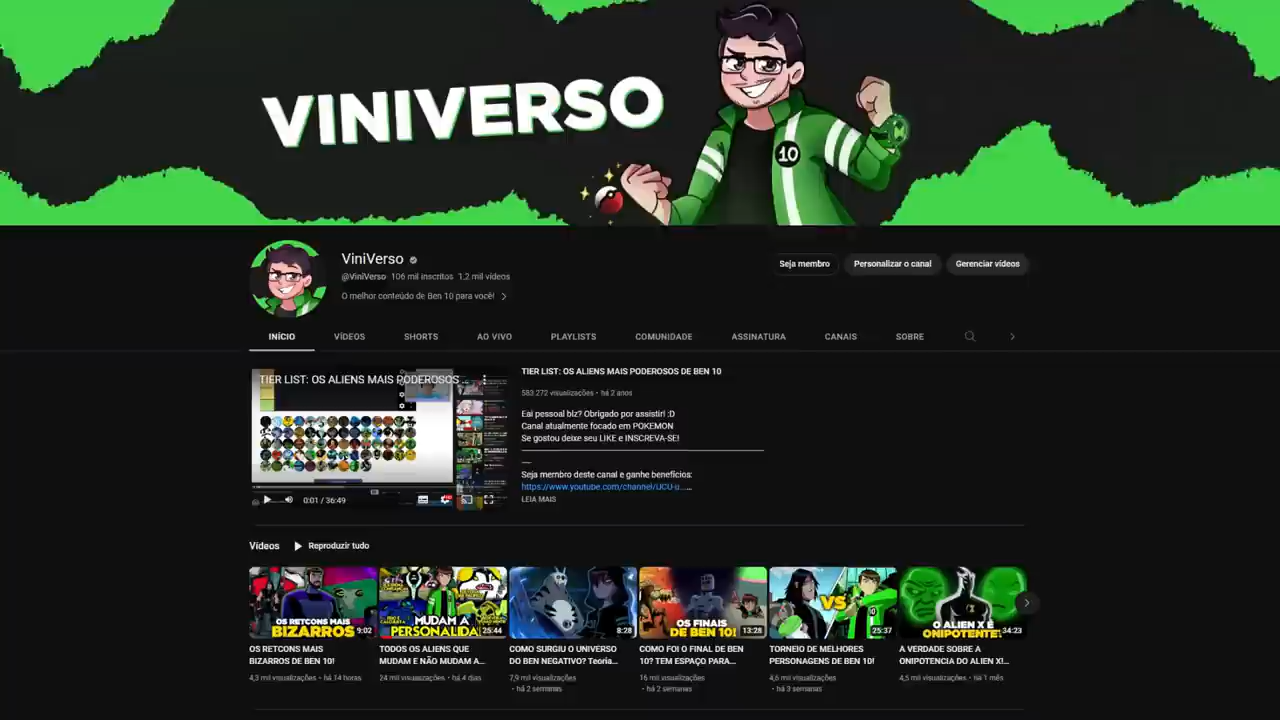 VINIVERSO
10
ViniVerso
@ViniVerso 106 mil inscritos 1,2 mil vídeos
O melhor conteúdo de Ben 10 para você!
Seja membro
Personalizar o canal
Gerenciar vídeos
INÍCIO VÍDEOS SHORTS AO VIVO PLAYLISTS COMUNIDADE ASSINATURA CANAIS SOBRE
TIER LIST: OS ALIENS MAIS PODEROSOS ...
0:01 / 36:49
TIER LIST: OS ALIENS MAIS PODEROSOS DE BEN 10
583.272 visualizações • há 2 anos
Eai pessoal blz? Obrigado por assistir! :D
Canal atualmente focado em POKEMON
Se gostou deixe seu LIKE e INSCREVA-SE!
Seja membro deste canal e ganhe benefícios:
LEIA MAIS
Vídeos
Reproduzir tudo
OS RETCONS MAIS
BIZARROS
9:02
MUDAM A
PERSONALIDA
25:44
8:28
OS FINAIS
DE BEN 10!
13:28
VS
25:37
O ALIEN X É
ONIPOTENTE?
34:23
OS RETCONS MAIS
BIZARROS DE BEN 10!
4,3 mil visualizações • há 14 horas
TODOS OS ALIENS QUE
MUDAM E NÃO MUDAM A...
24 mil visualizações • há 4 dias
COMO SURGIU O UNIVERSO
DO BEN NEGATIVO? Teoria...
7,9 mil visualizações
• há 2 semanas
COMO FOI O FINAL DE BEN
10? TEM ESPAÇO PARA...
16 mil visualizações
• há 2 semanas
TORNEIO DE MELHORES
PERSONAGENS DE BEN 10!
4,6 mil visualizações
• há 3 semanas
A VERDADE SOBRE A
ONIPOTENCIA DO ALIEN X!...
4,5 mil visualizações • há 1 mês